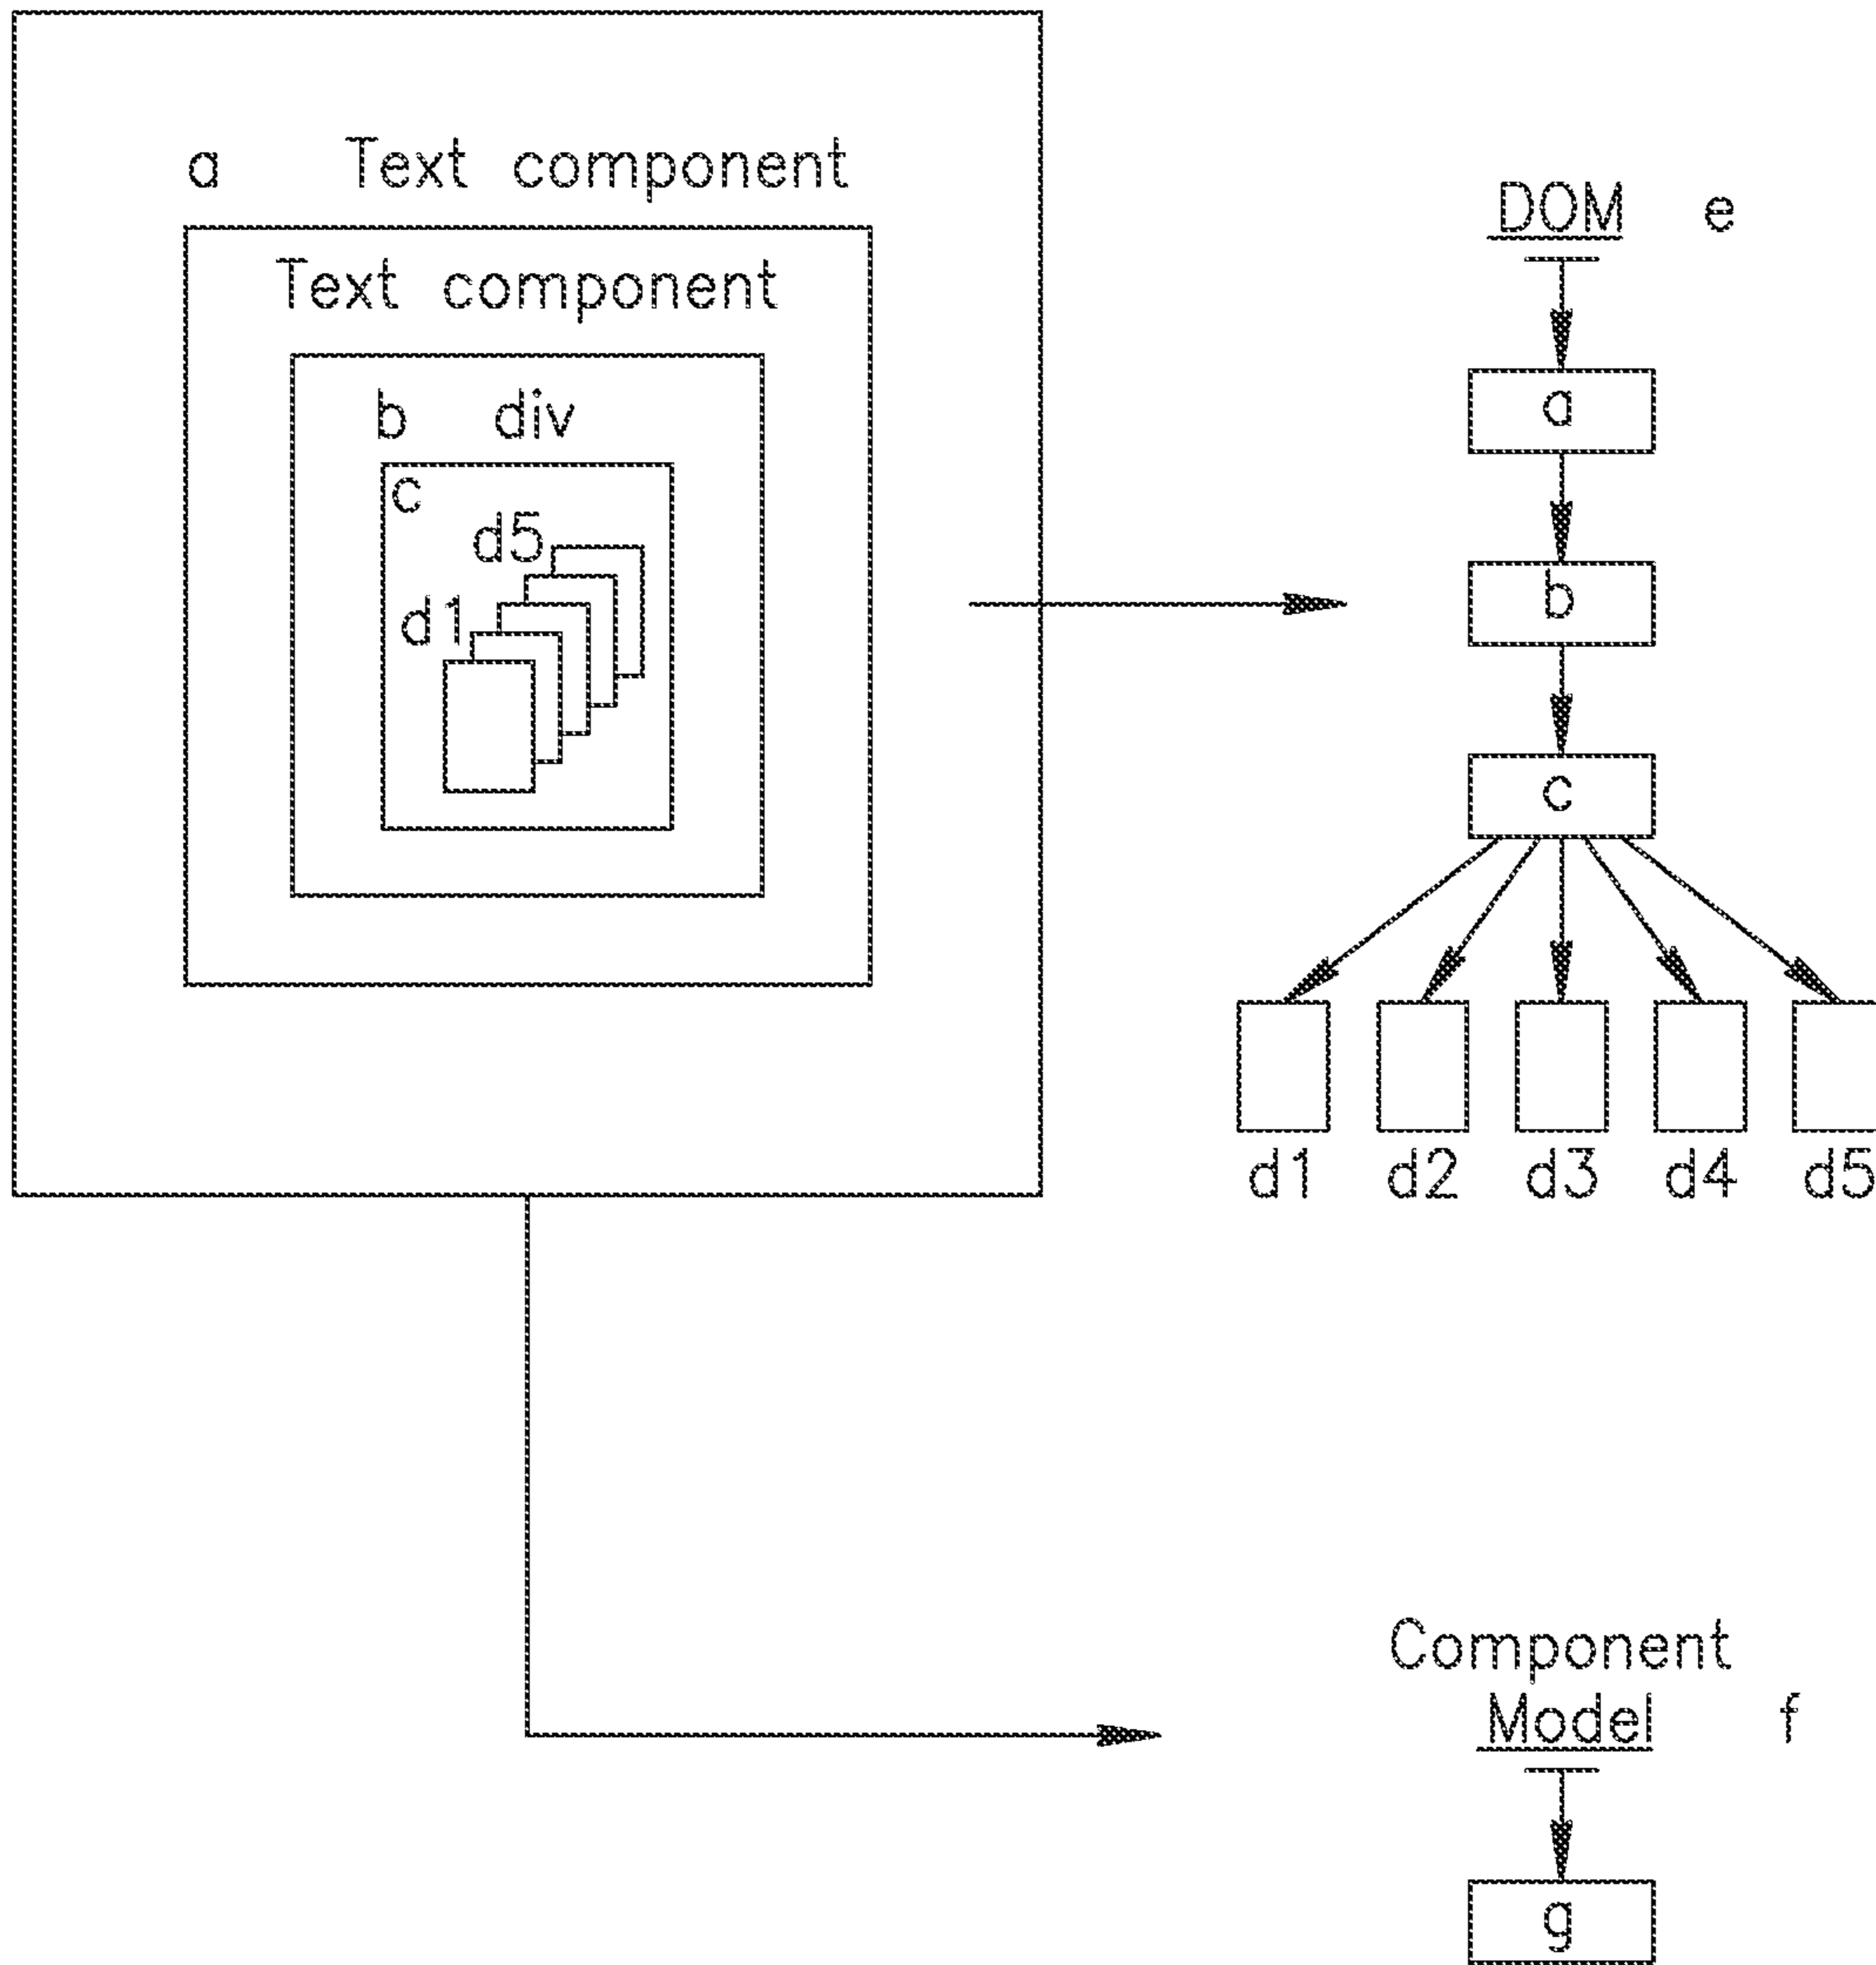 a Text component
Text component
b div
c
d5
d1
DOM e
a
b
c
d1 d2 d3 d4 d5
Component
Model f
g